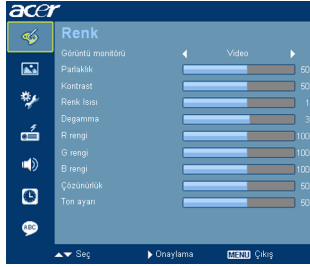 acer
Renk
Görüntü monitörü Video
Parlaklık 50
Kontrast 50
Renk Isısı 1
Degamma 3
R rengi 100
G rengi 100
B rengi 100
Çözünürlük 50
Ton ayarı 50
ABC
Seç Onaylama MENU Çıkış